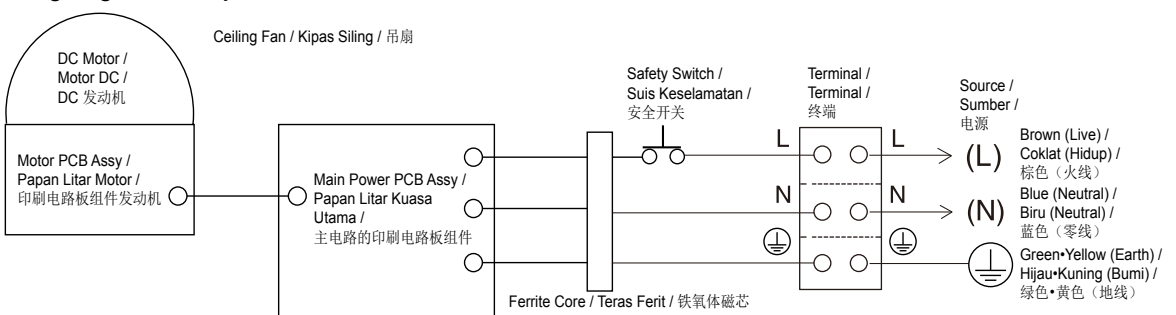 Ceiling Fan / Kipas Siling / 吊扇
DC Motor /
Motor DC /
DC 发动机
Motor PCB Assy /
Papan Litar Motor /
印刷电路板组件发动机
Main Power PCB Assy /
Papan Litar Kuasa
Utama /
主电路的印刷电路板组件
Ferrite Core / Teras Ferit / 铁氧体磁芯
Safety Switch /
Suis Keselamatan /
安全开关
Terminal /
Terminal /
终端
L L
N N
Source /
Sumber /
电源
(L)
Brown (Live) /
Coklat (Hidup) /
棕色（火线）
(N)
Blue (Neutral) /
Biru (Neutral) /
蓝色（零线）
Green•Yellow (Earth) /
Hijau•Kuning (Bumi) /
绿色•黄色（地线）